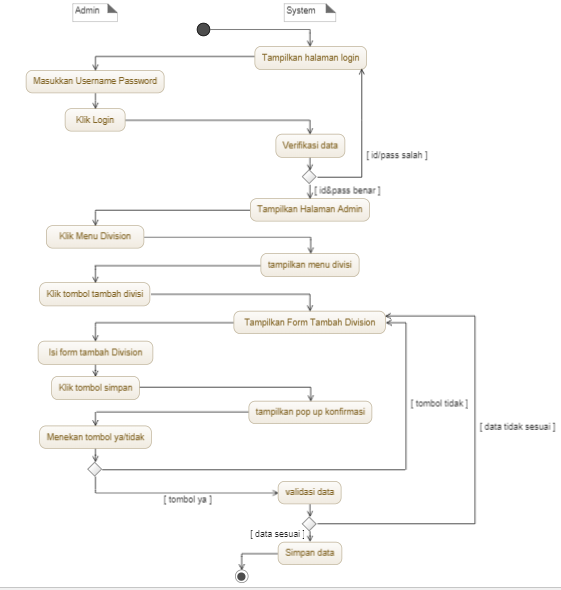 Admin
System
Tampilkan halaman login
Masukkan Username Password
Klik Login
Verifikasi data
[ id/pass salah ]
[ id&pass benar ]
Tampilkan Halaman Admin
Klik Menu Division
tampilkan menu divisi
Klik tombol tambah divisi
Tampilkan Form Tambah Division
Isi form tambah Division
Klik tombol simpan
[ tombol tidak ]
tampilkan pop up konfirmasi
[ data tidak sesuai ]
Menekan tombol ya/tidak
validasi data
[ tombol ya ]
[ data sesuai ]
Simpan data